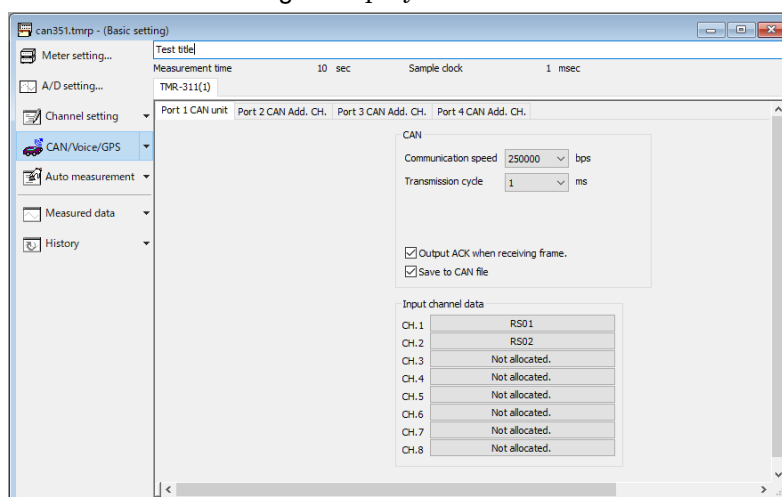 can351.tmrp - (Basic setting)
Meter setting...
A/D setting...
Channel setting
CAN/Voice/GPS
Auto measurement
Measured data
History
Test title
Measurement time 10 sec Sample clock 1 msec
TMR-311(1)
Port 1 CAN unit Port 2 CAN Add. CH. Port 3 CAN Add. CH. Port 4 CAN Add. CH.
CAN
Communication speed 250000 bps
Transmission cycle 1 ms
Output ACK when receiving frame.
Save to CAN file
Input channel data
CH.1 RS01
CH.2 RS02
CH.3 Not allocated.
CH.4 Not allocated.
CH.5 Not allocated.
CH.6 Not allocated.
CH.7 Not allocated.
CH.8 Not allocated.